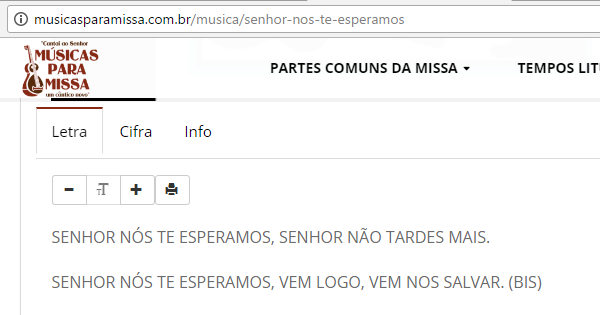 musicasparamissa.com.br/musica/senhor-nos-te-esperamos
"Cantai ao Senhor
MÚSICAS
PARA
MISSA
um cântico novo"
PARTES COMUNS DA MISSA
TEMPOS LITU
Letra
Cifra
Info
TT
SENHOR NÓS TE ESPERAMOS, SENHOR NÃO TARDES MAIS.
SENHOR NÓS TE ESPERAMOS, VEM LOGO, VEM NOS SALVAR. (BIS)